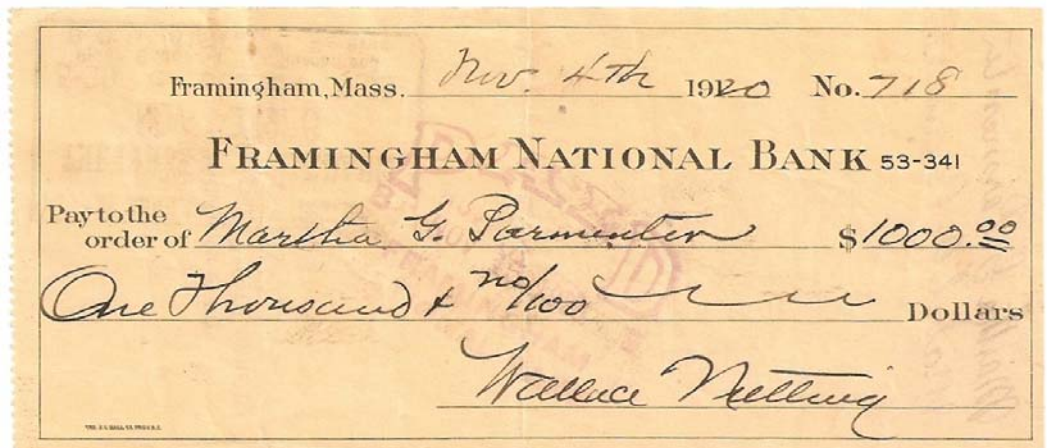 Framingham, Mass. Nov. 4th 1920 No. 718
FRAMINGHAM NATIONAL BANK 53-341
Pay to the
order of Martha G. Parmenter $1000.00
One Thousand & no/100 Dollars
Wallace Nutting